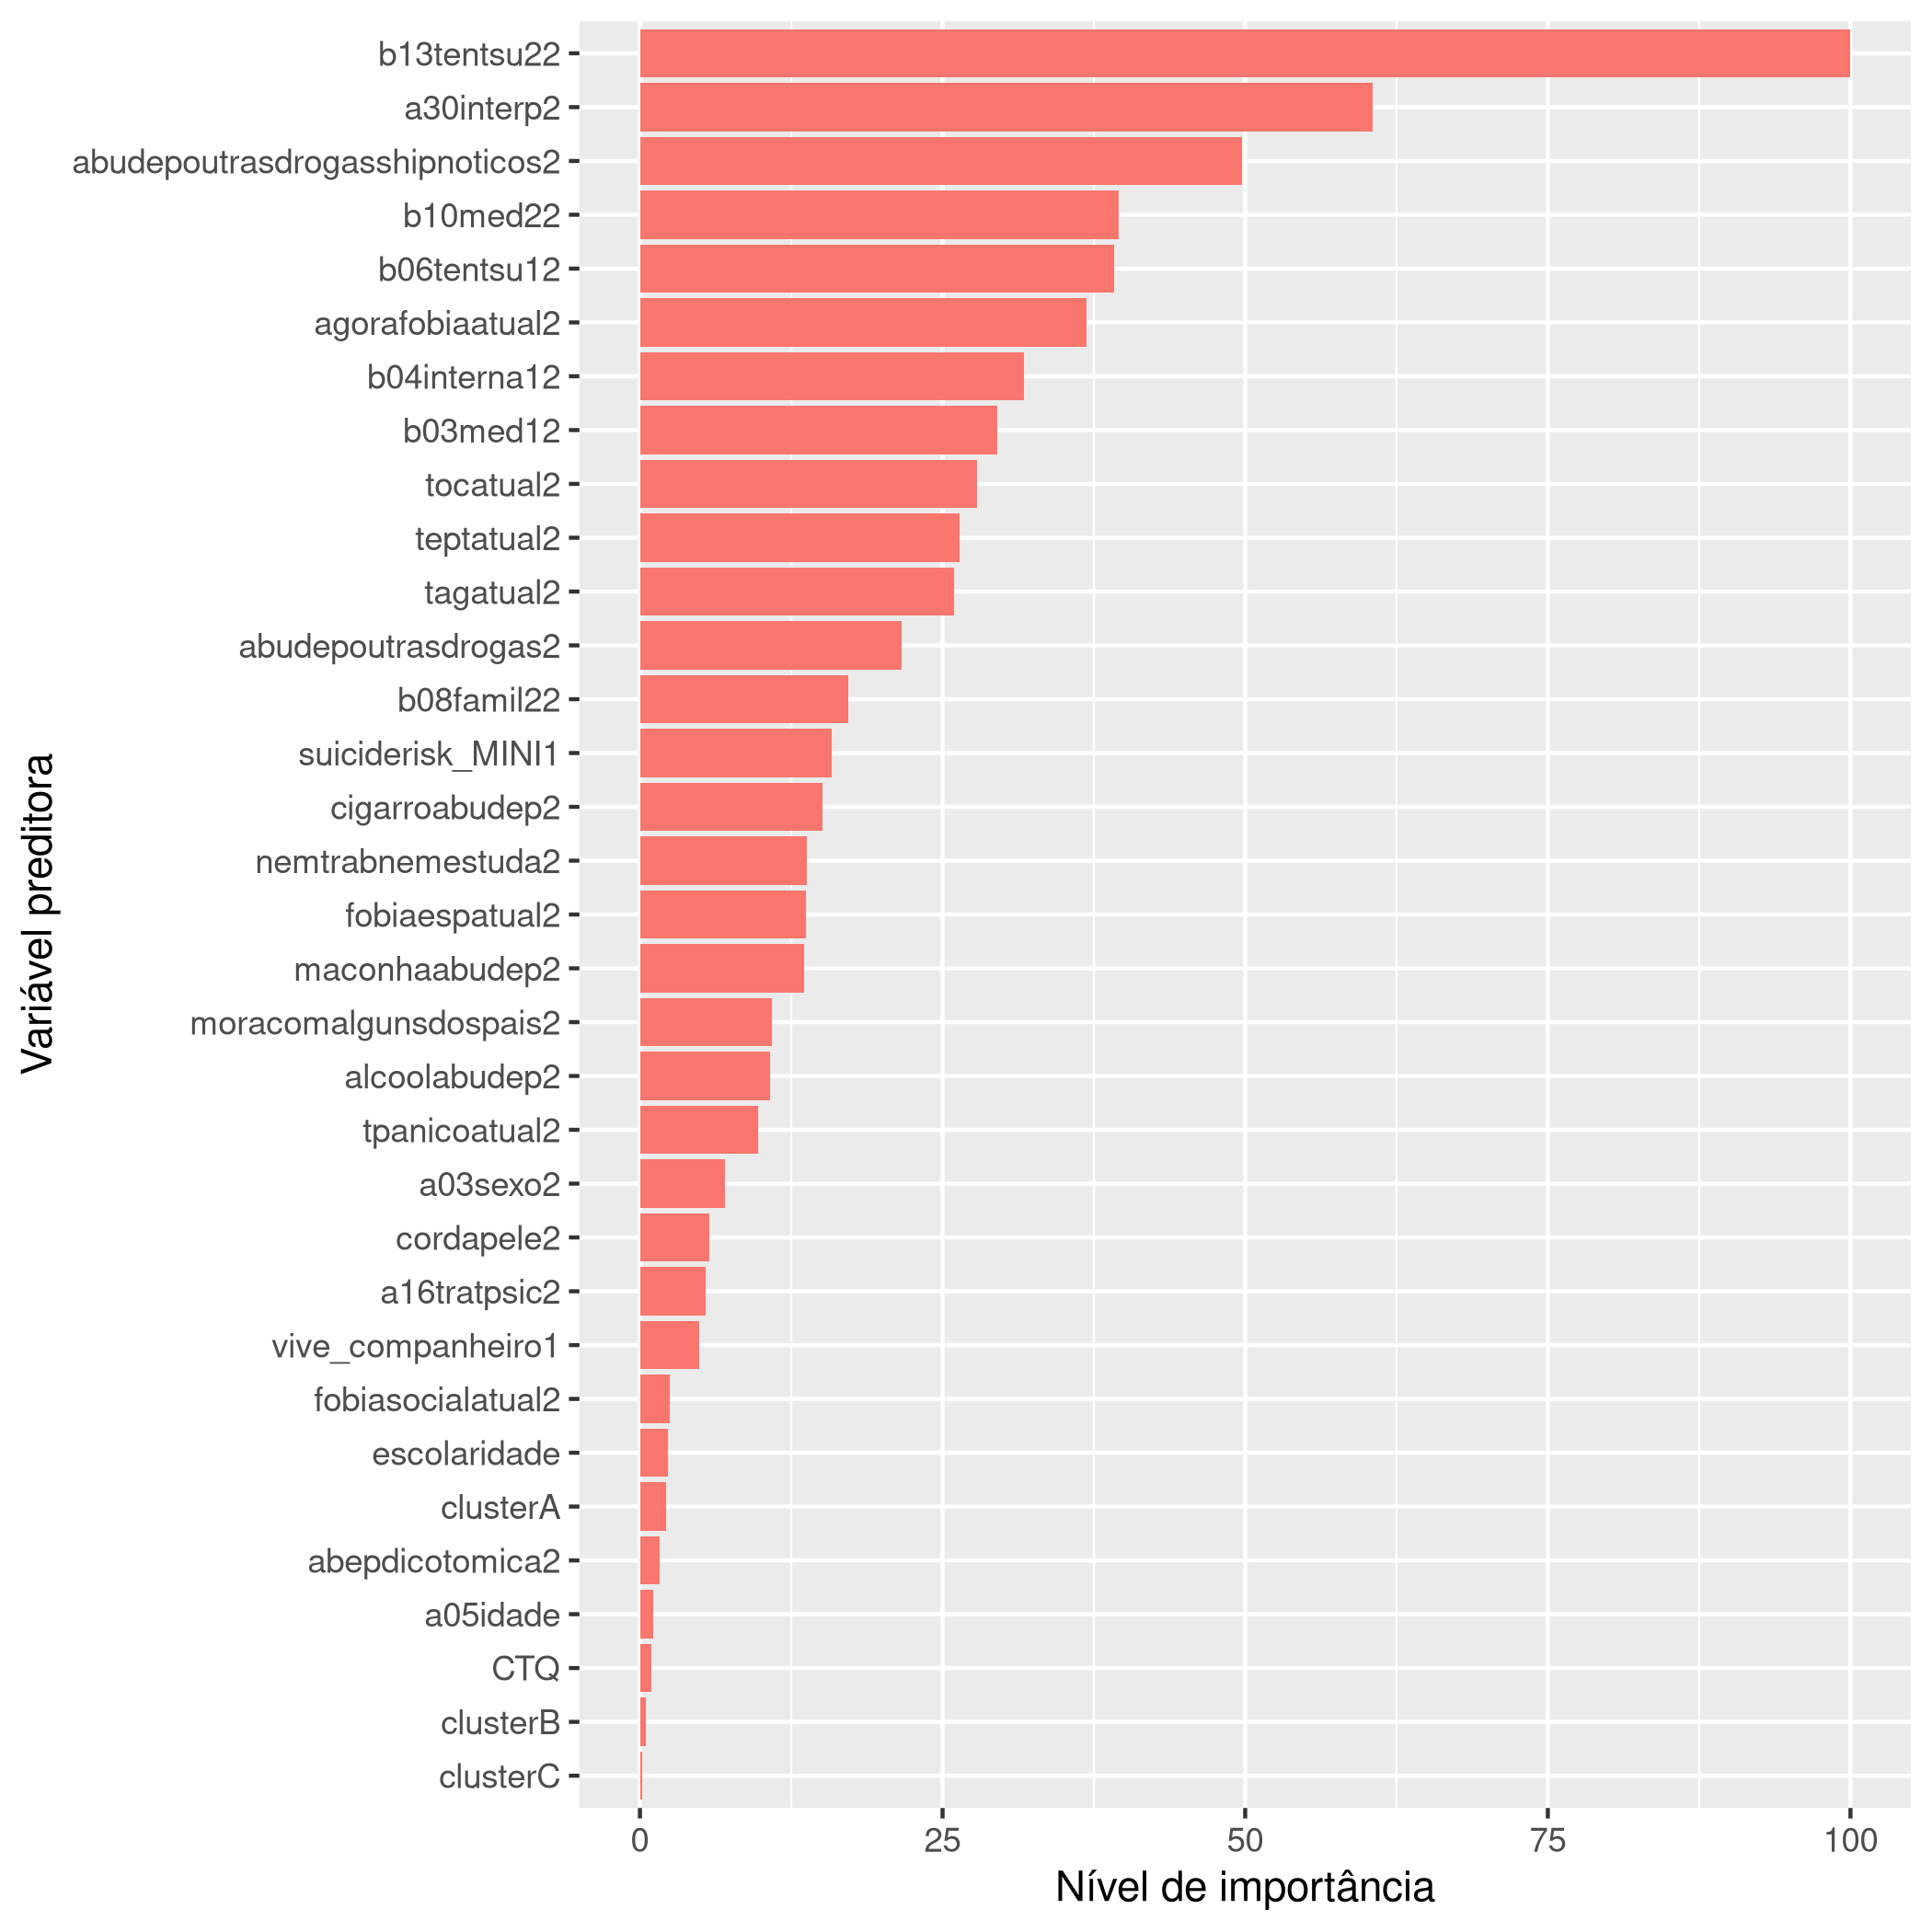 Variável preditora
b13tentsu22
a30interp2
abudepoutrasdrogasshipnoticos2
b10med22
b06tentsu12
agorafobiaatual2
b04interna12
b03med12
tocatual2
teptatual2
tagatual2
abudepoutrasdrogas2
b08famil22
suiciderisk_MINI1
cigarroabudep2
nemtrabnemestuda2
fobiaespatual2
maconhaabudep2
moracomalgunsdospais2
alcoolabudep2
tpanicoatual2
a03sexo2
cordapele2
a16tratpsic2
vive_companheiro1
fobiasocialatual2
escolaridade
clusterA
abepdicotomica2
a05idade
CTQ
clusterB
clusterC
0 25 50 75 100
Nível de importância